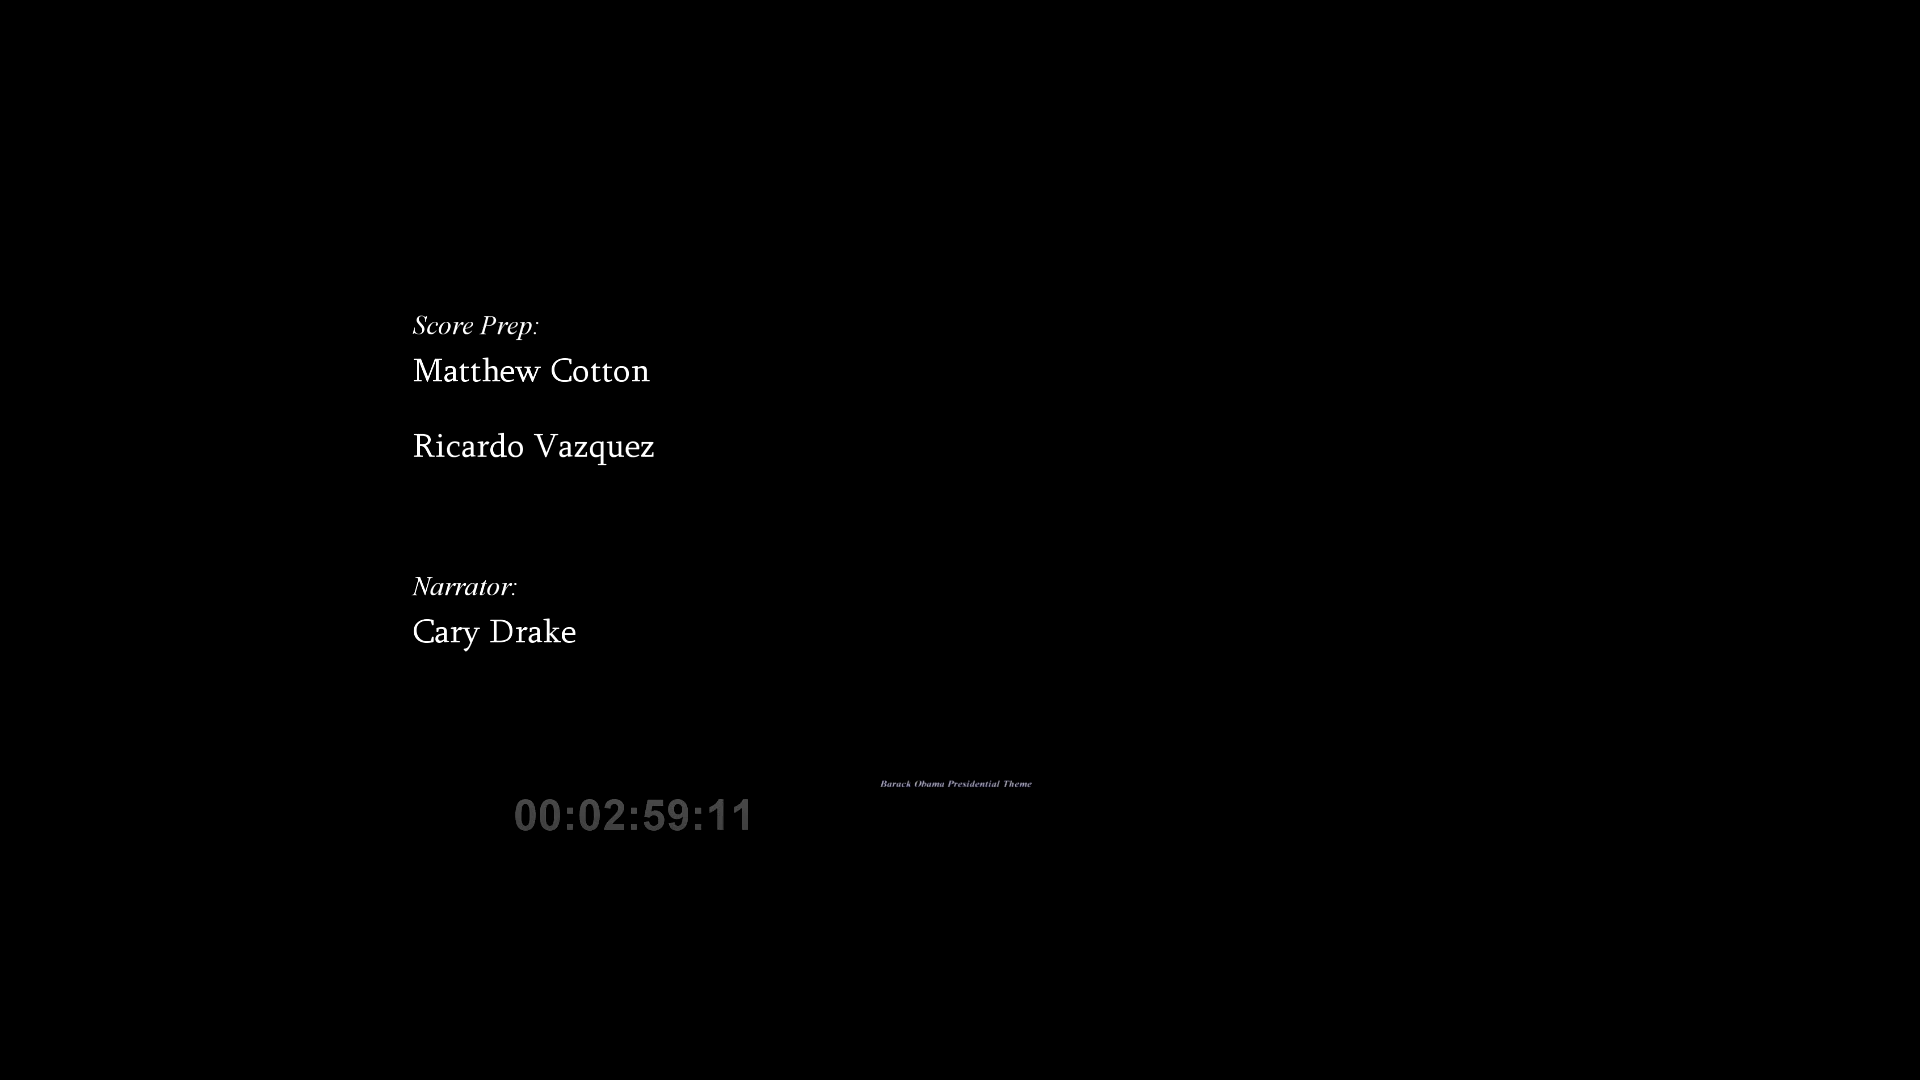 Score Prep:
Matthew Cotton
Ricardo Vazquez
Narrator:
Cary Drake
Barack Obama Presidential Theme
00:02:59:11